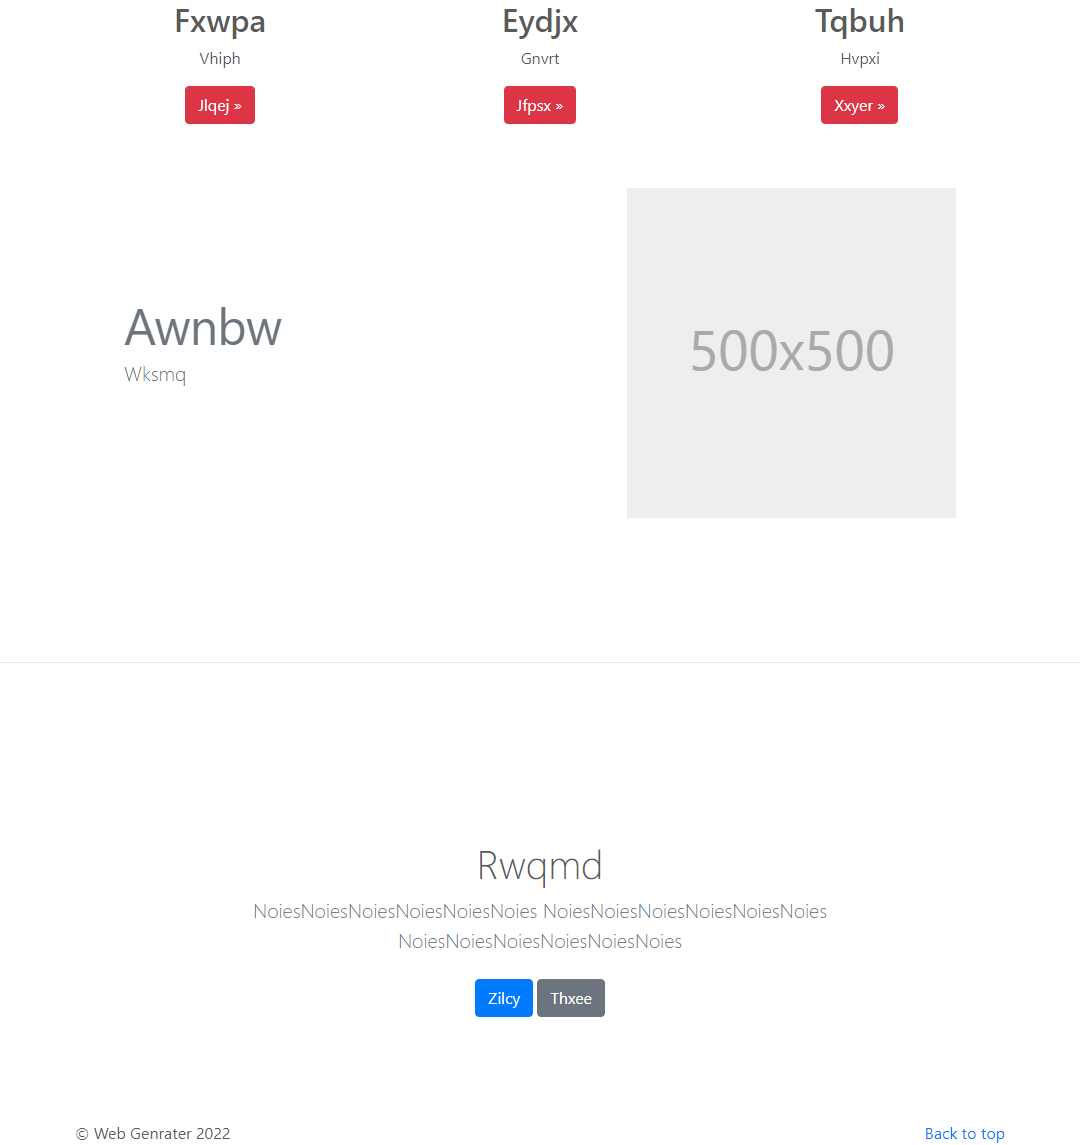 Fxwpa
Vhiph
Jlqej »
Eydjx
Gnvrt
Jfpsx »
Tqbuh
Hvpxi
Xxyer »
Awnbw
Wksmq
500x500
Rwqmd
NoiesNoiesNoiesNoiesNoiesNoies NoiesNoiesNoiesNoiesNoiesNoies
NoiesNoiesNoiesNoiesNoiesNoies
Zilcy
Thxee
© Web Genrater 2022
Back to top